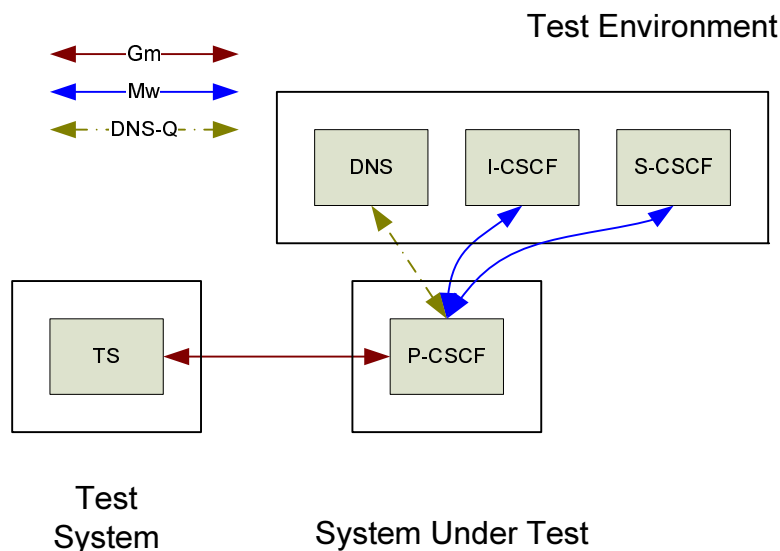 Test Environment
Gm
Mw
DNS-Q
DNS
I-CSCF
S-CSCF
TS
P-CSCF
Test
System
System Under Test